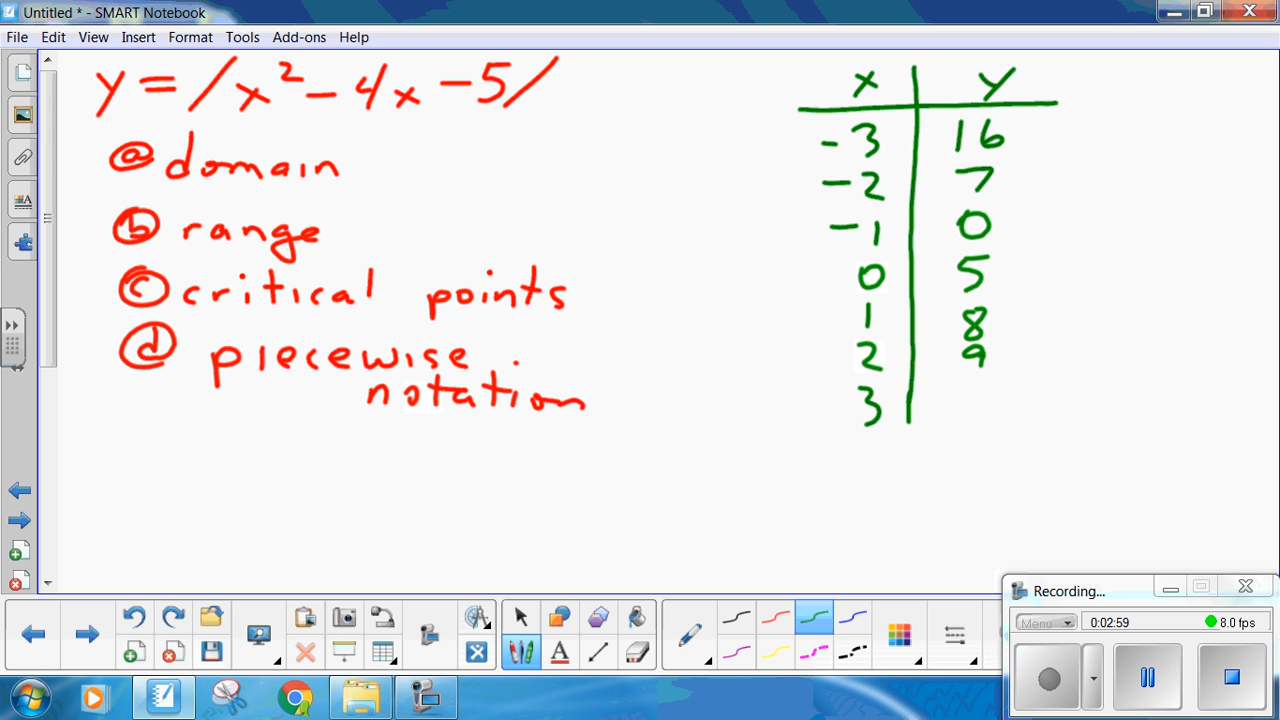 Untitled * - SMART Notebook
File Edit View Insert Format Tools Add-ons Help
y = /x² - 4x - 5/
ⓐ domain
ⓑ range
ⓒ critical points
ⓓ piecewise
notation
x y
-3 16
-2 7
-1 0
0 5
1 8
2 9
3
Recording...
Menu 0:02:59 8.0 fps